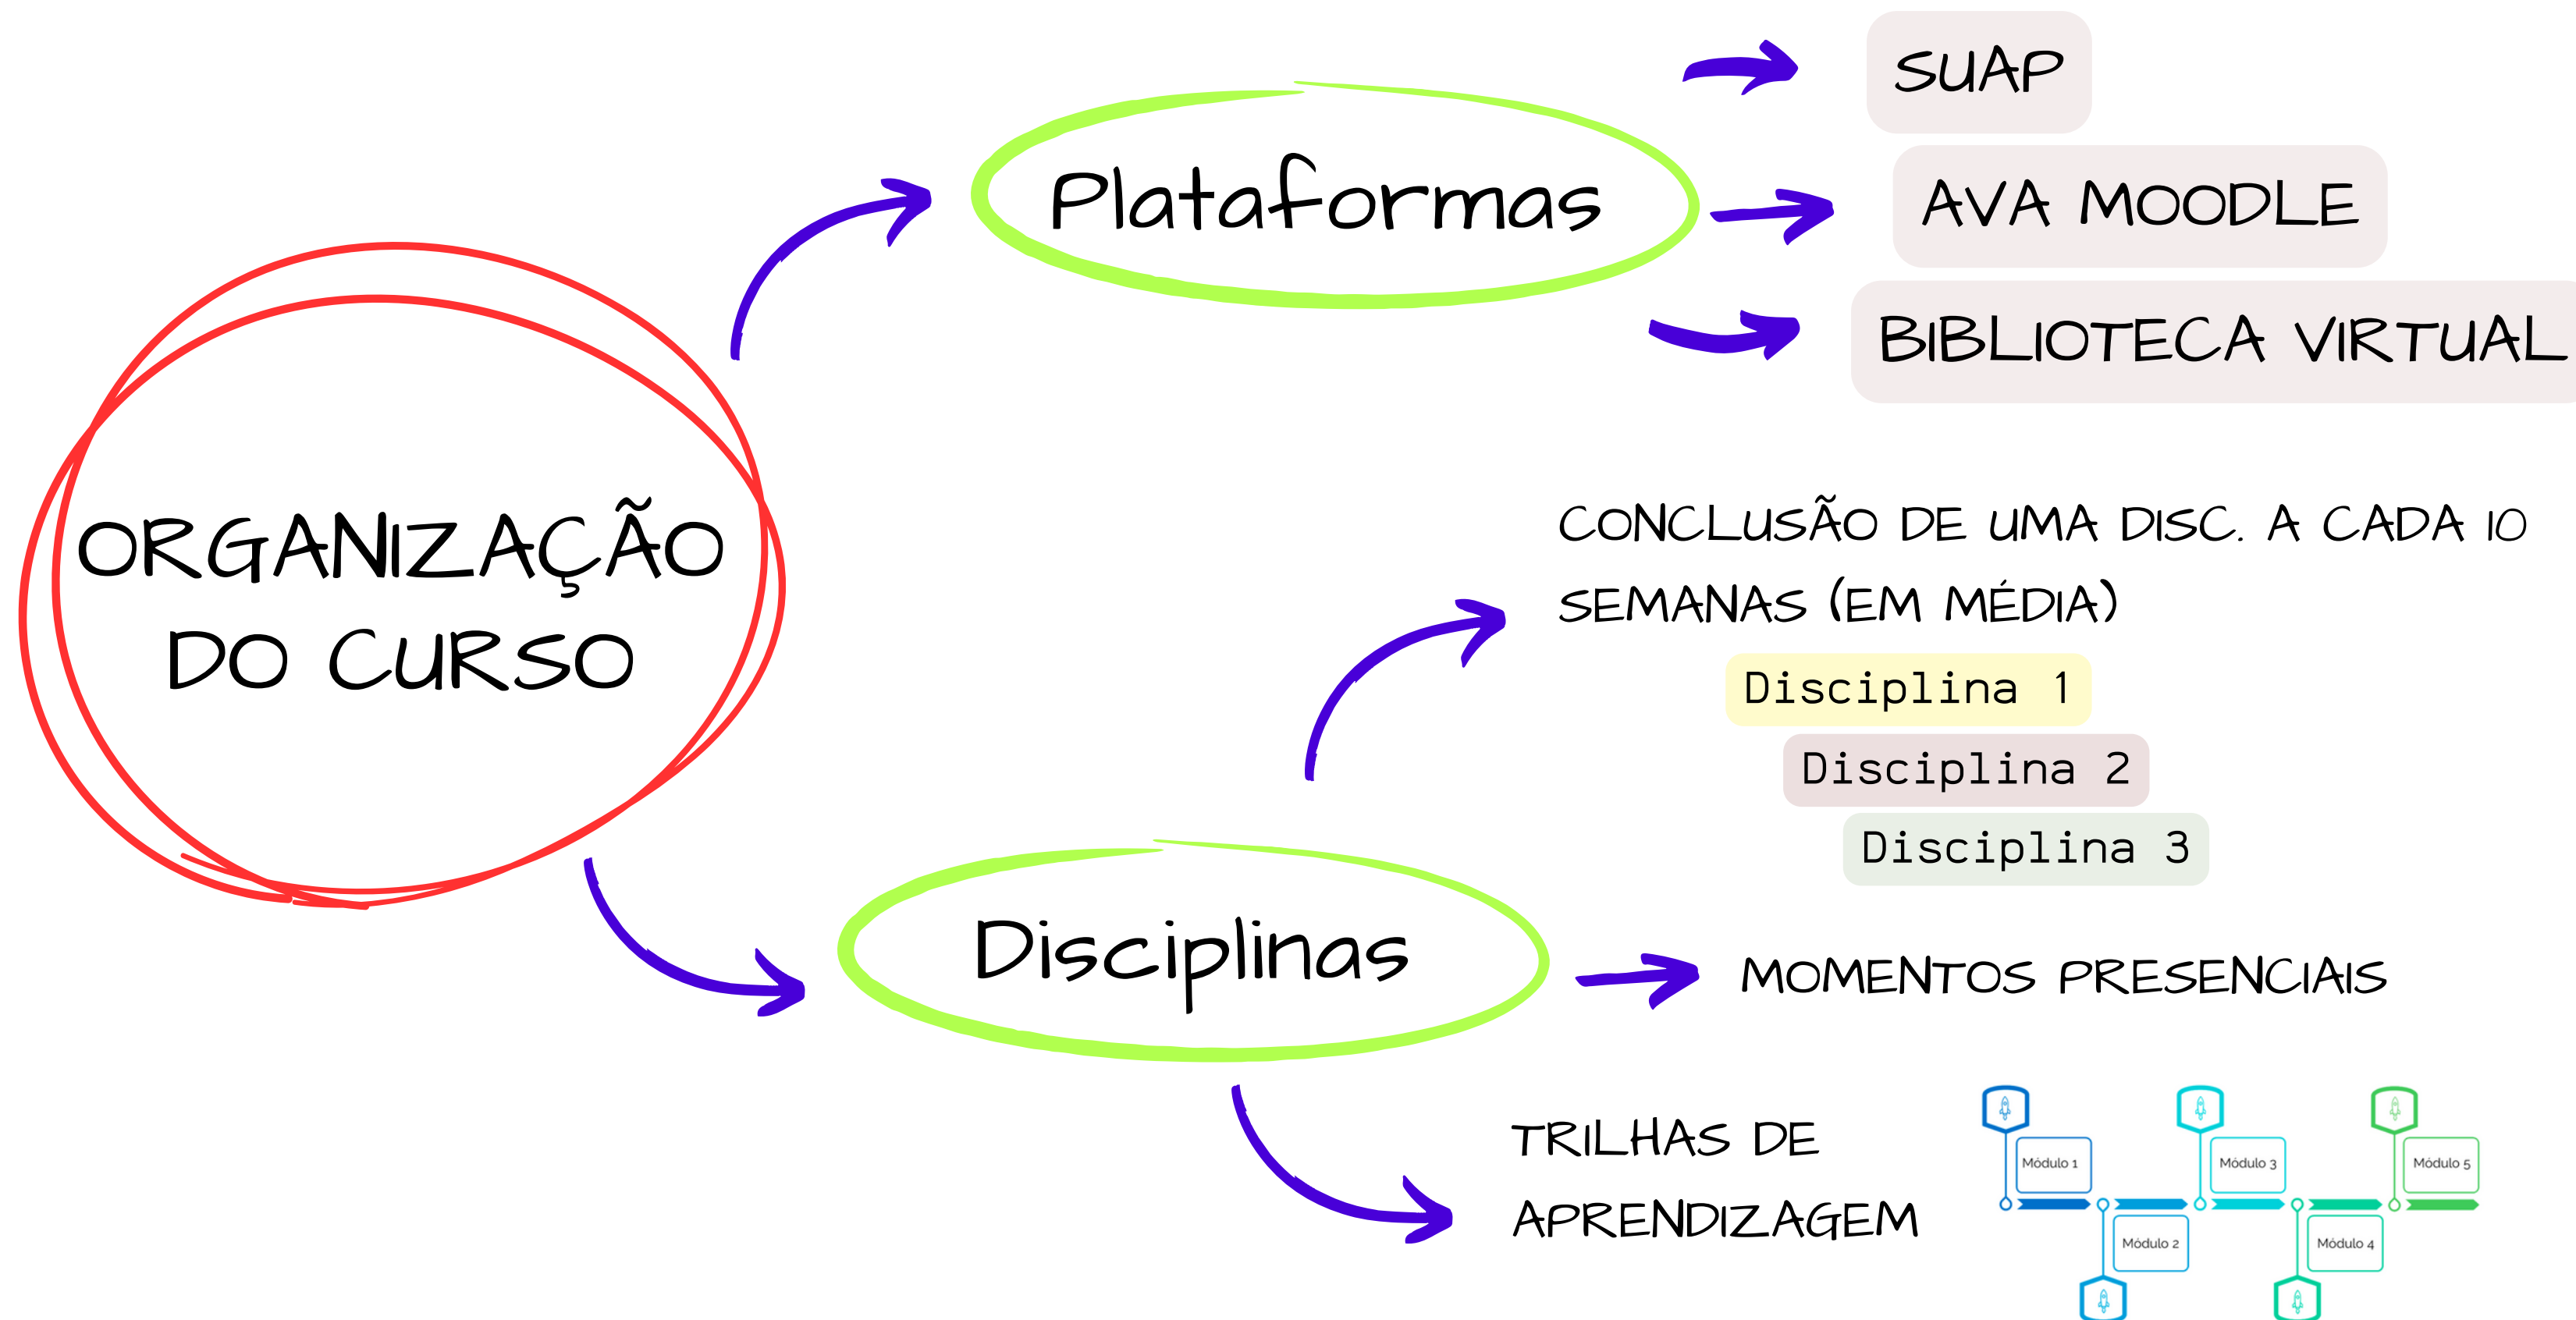 ORGANIZAÇÃO
DO CURSO
Plataformas
SUAP
AVA MOODLE
BIBLIOTECA VIRTUAL
Disciplinas
CONCLUSÃO DE UMA DISC. A CADA 10
SEMANAS (EM MÉDIA)
Disciplina 1
Disciplina 2
Disciplina 3
MOMENTOS PRESENCIAIS
TRILHAS DE
APRENDIZAGEM
Módulo 1
Módulo 2
Módulo 3
Módulo 4
Módulo 5